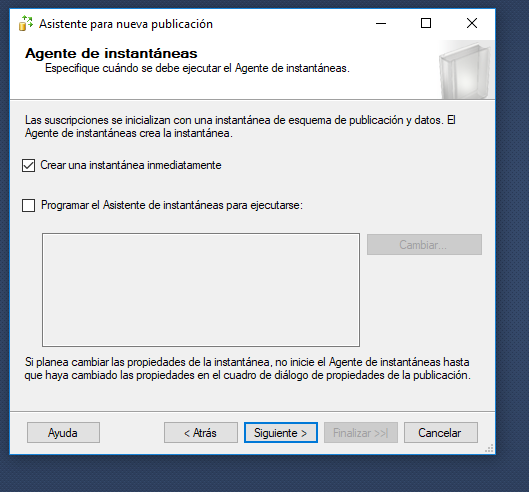 Asistente para nueva publicación
Agente de instantáneas
Especifique cuándo se debe ejecutar el Agente de instantáneas.
Las suscripciones se inicializan con una instantánea de esquema de publicación y datos. El
Agente de instantáneas crea la instantánea.
Crear una instantánea inmediatamente
Programar el Asistente de instantáneas para ejecutarse:
Cambiar...
Si planea cambiar las propiedades de la instantánea, no inicie el Agente de instantáneas hasta
que haya cambiado las propiedades en el cuadro de diálogo de propiedades de la publicación.
Ayuda
< Atrás
Siguiente >
Finalizar >>|
Cancelar